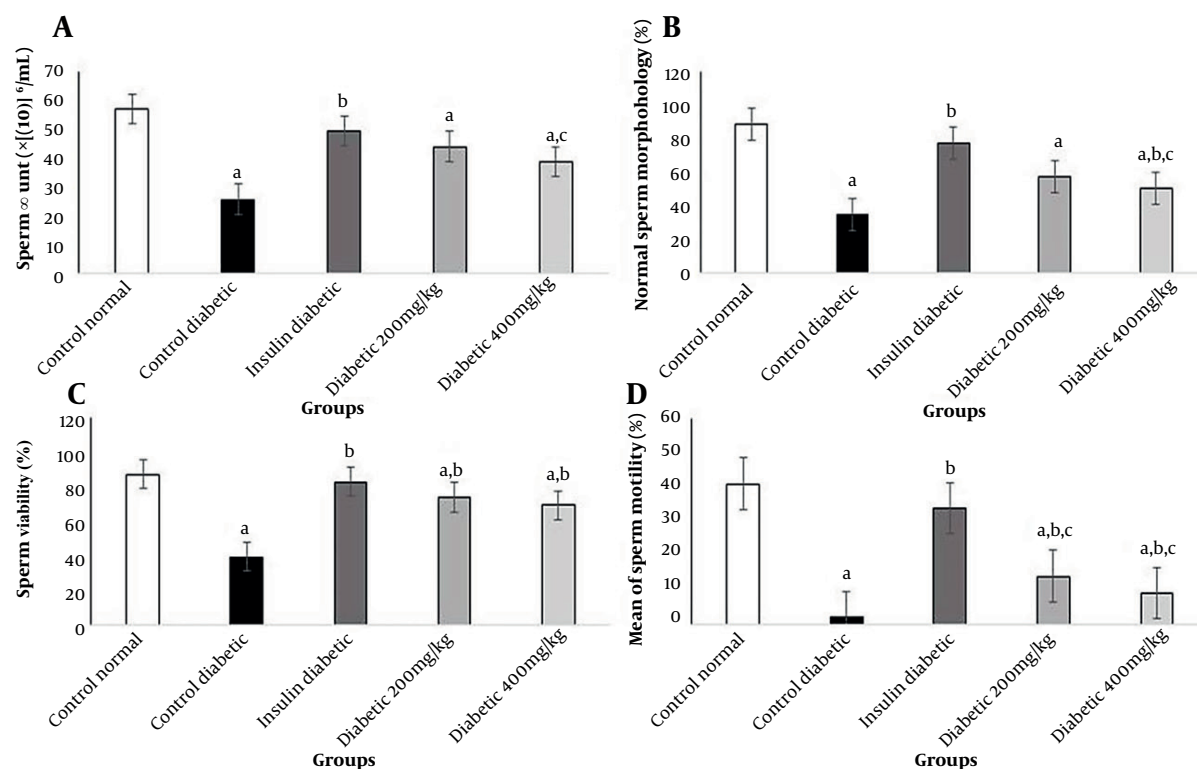 A
Sperm ∞ unt (×[(10)] ⁶/mL)
70
60
50
40
30
20
10
0
a
b
a
a,c
Control normal
Control diabetic
Insulin diabetic
Diabetic 200mg/kg
Diabetic 400mg/kg
Groups
B
Normal sperm morphohology (%)
120
100
80
60
40
20
0
a
b
a
a,b,c
Control normal
Control diabetic
Insulin diabetic
Diabetic 200mg/kg
Diabetic 400mg/kg
Groups
C
Sperm viability (%)
120
100
80
60
40
20
0
a
b
a,b
a,b
Control normal
Control diabetic
Insulin diabetic
Diabetic 200mg/kg
Diabetic 400mg/kg
Groups
D
Mean of sperm motility (%)
60
50
40
30
20
10
0
a
b
a,b,c
a,b,c
Control normal
Control diabetic
Insulin diabetic
Diabetic 200mg/kg
Diabetic 400mg/kg
Groups